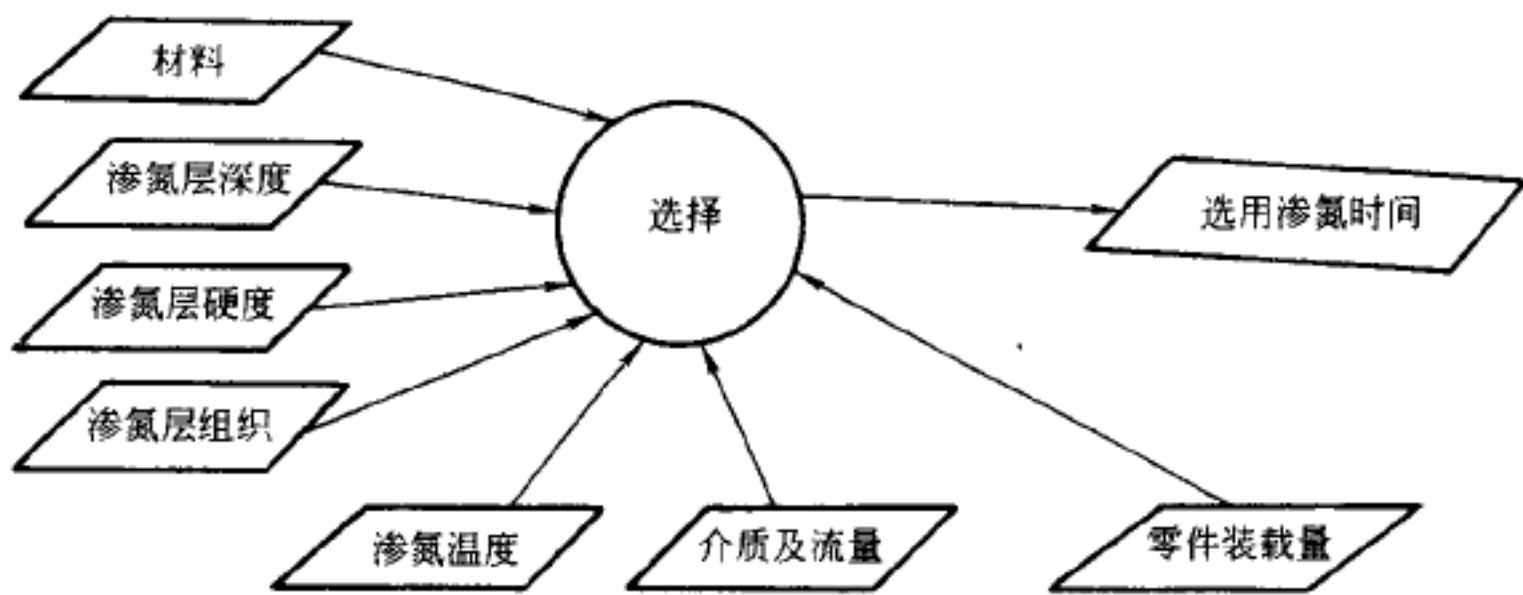 材料
渗氮层深度
选择
选用渗氮时间
渗氮层硬度
渗氮层组织
渗氮温度
介质及流量
零件装载量